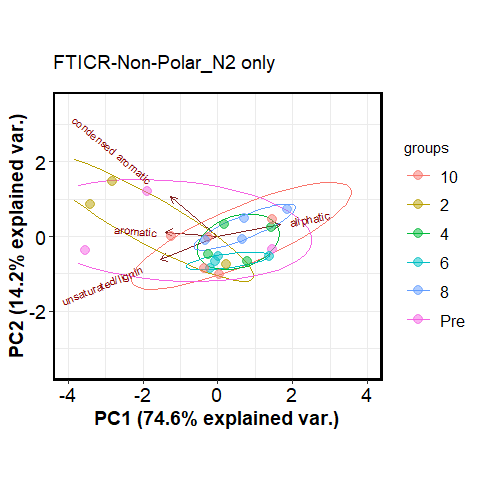 FTICR-Non-Polar_N2 only
condensed aromatic
aromatic
aliphatic
unsaturated/lignin
PC2 (14.2% explained var.)
2
0
-2
-4
-2
0
2
4
PC1 (74.6% explained var.)
groups
10
2
4
6
8
Pre